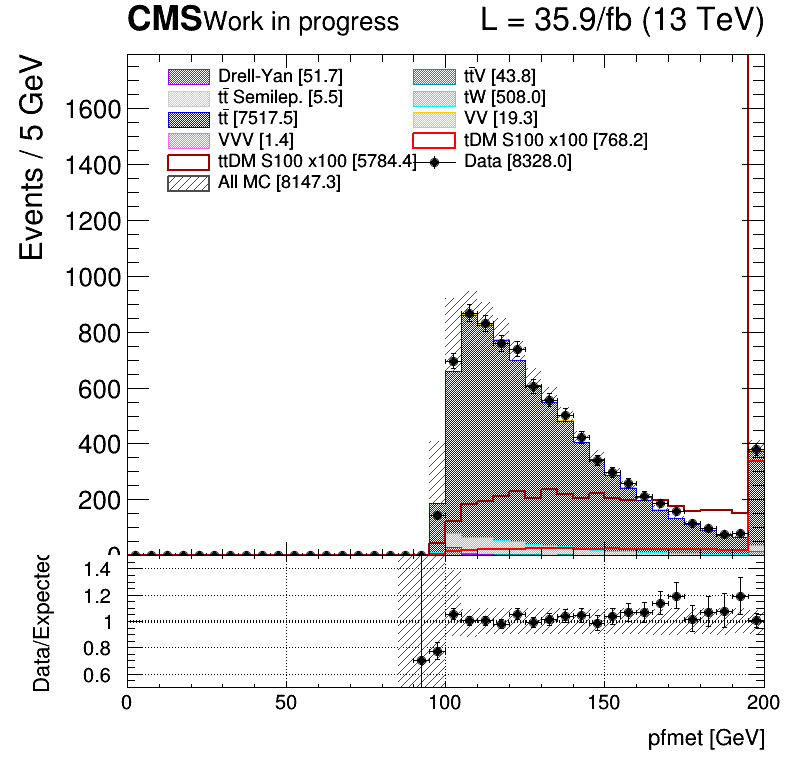 CMS Work in progress L = 35.9/fb (13 TeV)
Events / 5 GeV
Drell-Yan [51.7] tt̄V [43.8]
tt̄ Semilep. [5.5] tW [508.0]
tt̄ [7517.5] VV [19.3]
VVV [1.4] tDM S100 x100 [768.2]
ttDM S100 x100 [5784.4] Data [8328.0]
All MC [8147.3]
1600
1400
1200
1000
800
600
400
200
0
Data/Expected
1.4
1.2
1
0.8
0.6
0 50 100 150 200
pfmet [GeV]